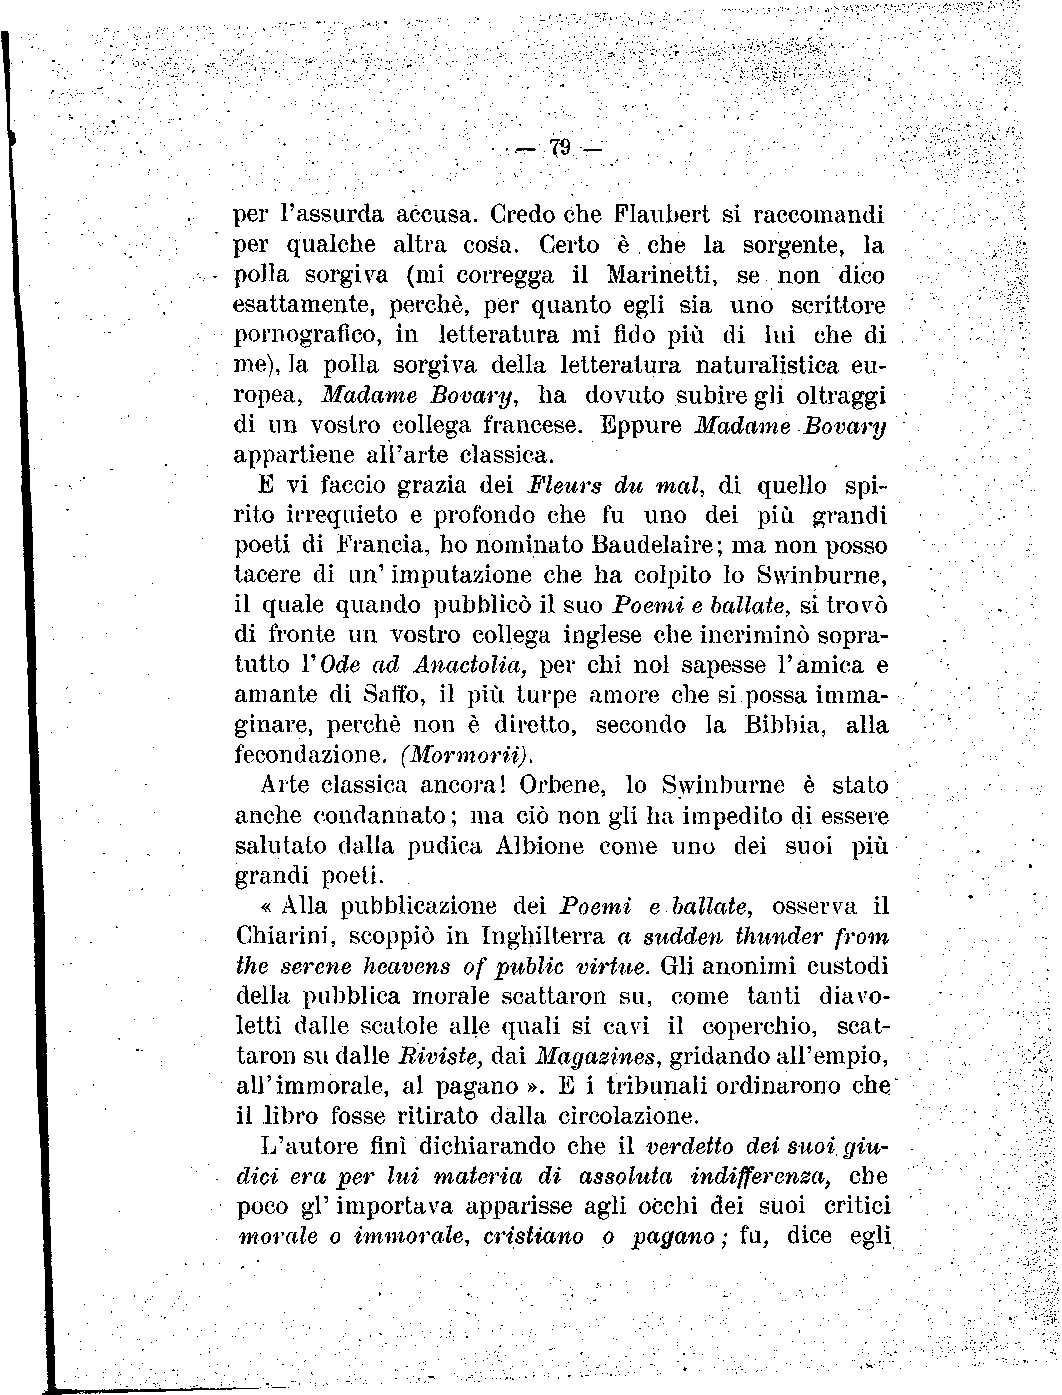 — 79 —
per l'assurda accusa. Credo che Flaubert si raccomandi
per qualche altra cosa. Certo è che la sorgente, la
polla sorgiva (mi corregga il Marinetti, se non dico
esattamente, perchè, per quanto egli sia uno scrittore
pornografico, in letteratura mi fido più di lui che di
me), la polla sorgiva della letteratura naturalistica eu-
ropea, Madame Bovary, ha dovuto subire gli oltraggi
di un vostro collega francese. Eppure Madame Bovary
appartiene all'arte classica.
E vi faccio grazia dei Fleurs du mal, di quello spi-
rito irrequieto e profondo che fu uno dei più grandi
poeti di Francia, ho nominato Baudelaire; ma non posso
tacere di un' imputazione che ha colpito lo Swinburne,
il quale quando pubblicò il suo Poemi e ballate, si trovò
di fronte un vostro collega inglese che incriminò sopra-
tutto l'Ode ad Anactolia, per chi nol sapesse l'amica e
amante di Saffo, il più turpe amore che si possa imma-
ginare, perchè non è diretto, secondo la Bibbia, alla
fecondazione. (Mormorii).
Arte classica ancora! Orbene, lo Swinburne è stato
anche condannato; ma ciò non gli ha impedito di essere
salutato dalla pudica Albione come uno dei suoi più
grandi poeti.
« Alla pubblicazione dei Poemi e ballate, osserva il
Chiarini, scoppiò in Inghilterra a sudden thunder from
the serene heavens of public virtue. Gli anonimi custodi
della pubblica morale scattaron su, come tanti diavo-
letti dalle scatole alle quali si cavi il coperchio, scat-
taron su dalle Riviste, dai Magazines, gridando all'empio,
all'immorale, al pagano ». E i tribunali ordinarono che
il libro fosse ritirato dalla circolazione.
L'autore finì dichiarando che il verdetto dei suoi giu-
dici era per lui materia di assoluta indifferenza, che
poco gl' importava apparisse agli occhi dei suoi critici
morale o immorale, cristiano o pagano; fu, dice egli